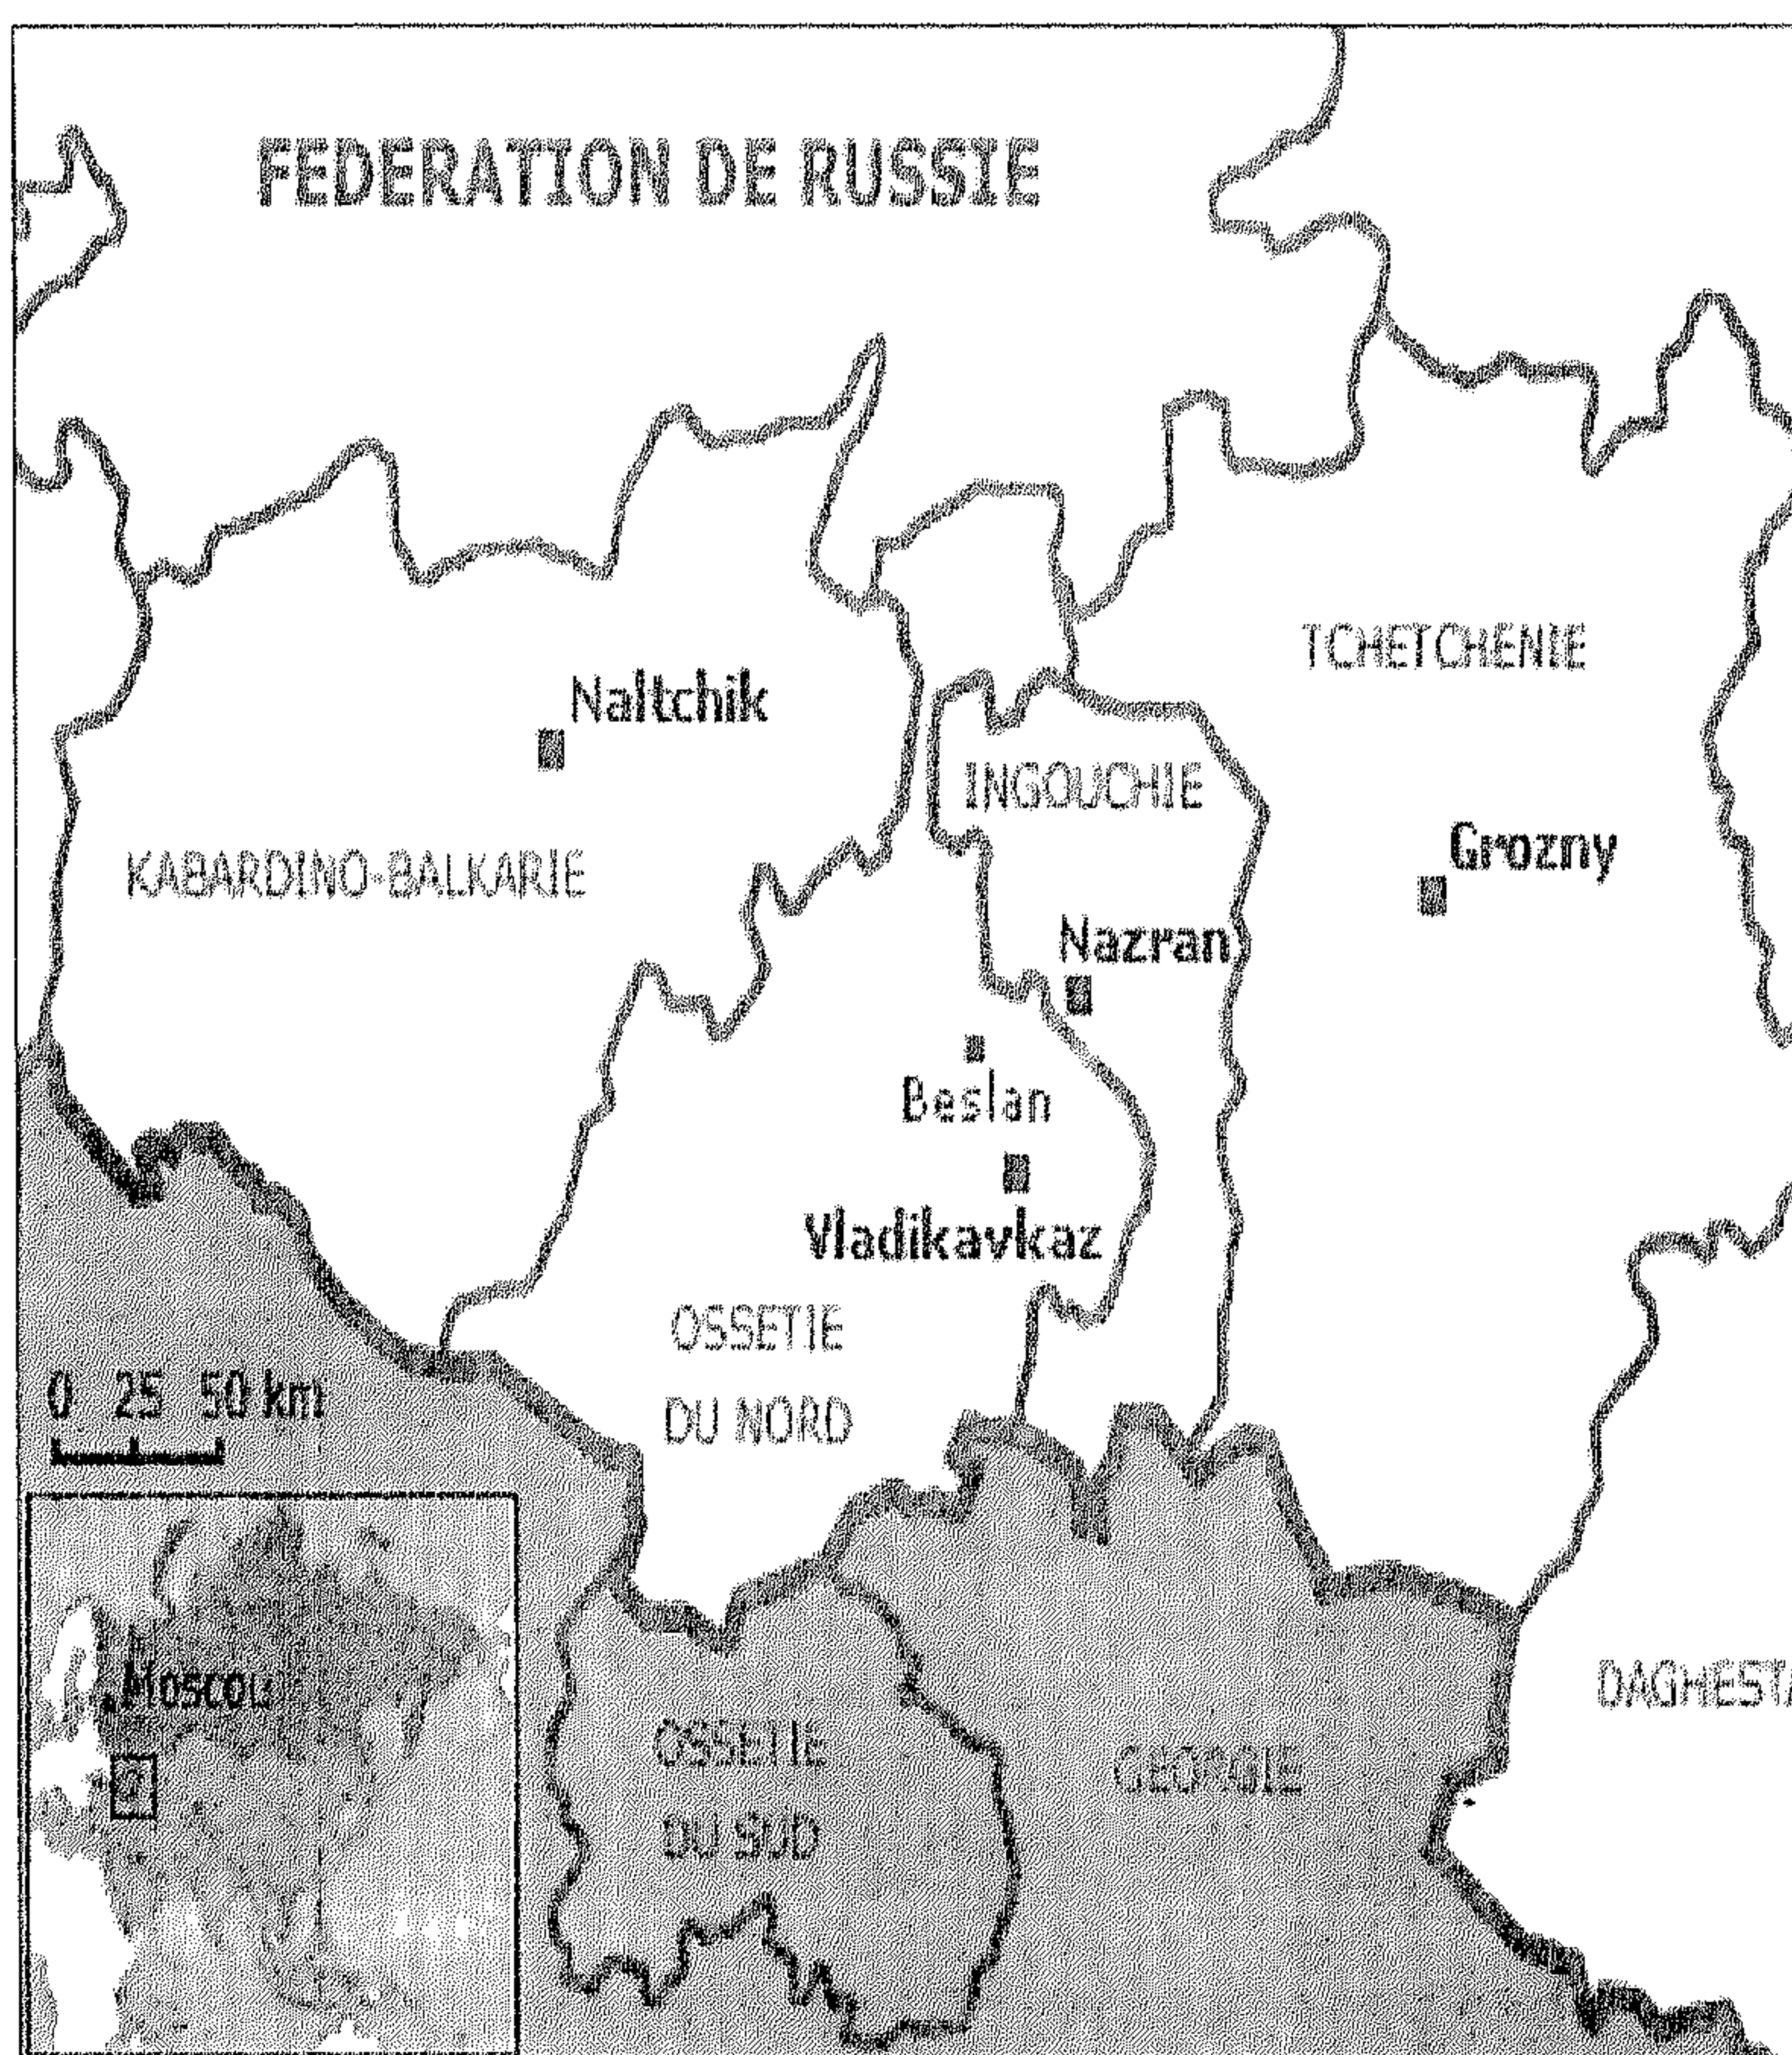 FEDERATION DE RUSSIE
TCHETCHENIE
Naltchik
INGOUCHIE
Grozny
KABARDINO-BALKARIE
Nazran
Beslan
Vladikavkaz
OSSETIE
DU NORD
0 25 50 km
Moscou
OSSETIE
DU SUD
GEORGIE
DAGHESTA